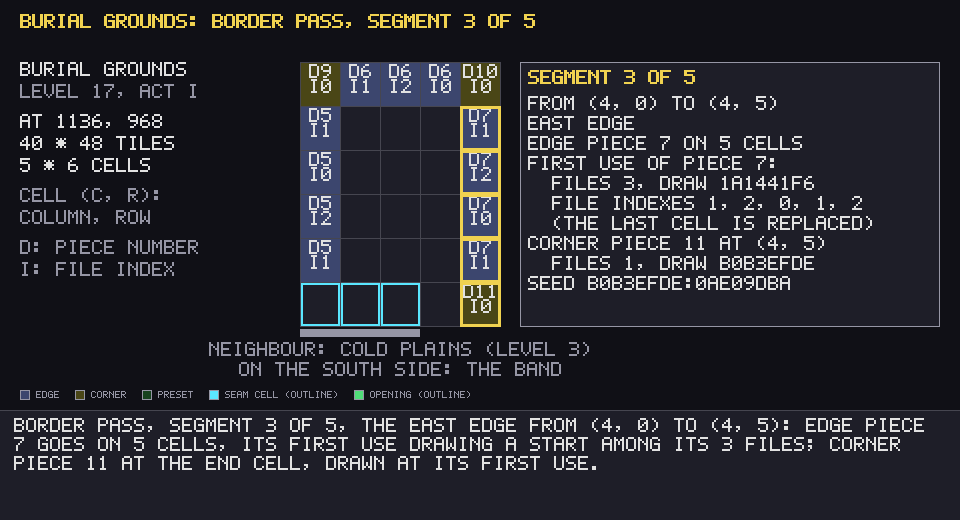 BURIAL GROUNDS: BORDER PASS, SEGMENT 3 OF 5
BURIAL GROUNDS
LEVEL 17, ACT I
AT 1136, 968
40 * 48 TILES
5 * 6 CELLS
CELL (C, R):
COLUMN, ROW
D: PIECE NUMBER
I: FILE INDEX
D9 D6 D6 D6 D10
I0 I1 I2 I0 I0
D5 D7
I1 I1
D5 D7
I0 I2
D5 D7
I2 I0
D5 D7
I1 I1
D11
I0
NEIGHBOUR: COLD PLAINS (LEVEL 3)
ON THE SOUTH SIDE: THE BAND
SEGMENT 3 OF 5
FROM (4, 0) TO (4, 5)
EAST EDGE
EDGE PIECE 7 ON 5 CELLS
FIRST USE OF PIECE 7:
FILES 3, DRAW 1A1441F6
FILE INDEXES 1, 2, 0, 1, 2
(THE LAST CELL IS REPLACED)
CORNER PIECE 11 AT (4, 5)
FILES 1, DRAW B0B3EFDE
SEED B0B3EFDE:0AE09DBA
EDGE CORNER PRESET SEAM CELL (OUTLINE) OPENING (OUTLINE)
BORDER PASS, SEGMENT 3 OF 5, THE EAST EDGE FROM (4, 0) TO (4, 5): EDGE PIECE
7 GOES ON 5 CELLS, ITS FIRST USE DRAWING A START AMONG ITS 3 FILES; CORNER
PIECE 11 AT THE END CELL, DRAWN AT ITS FIRST USE.